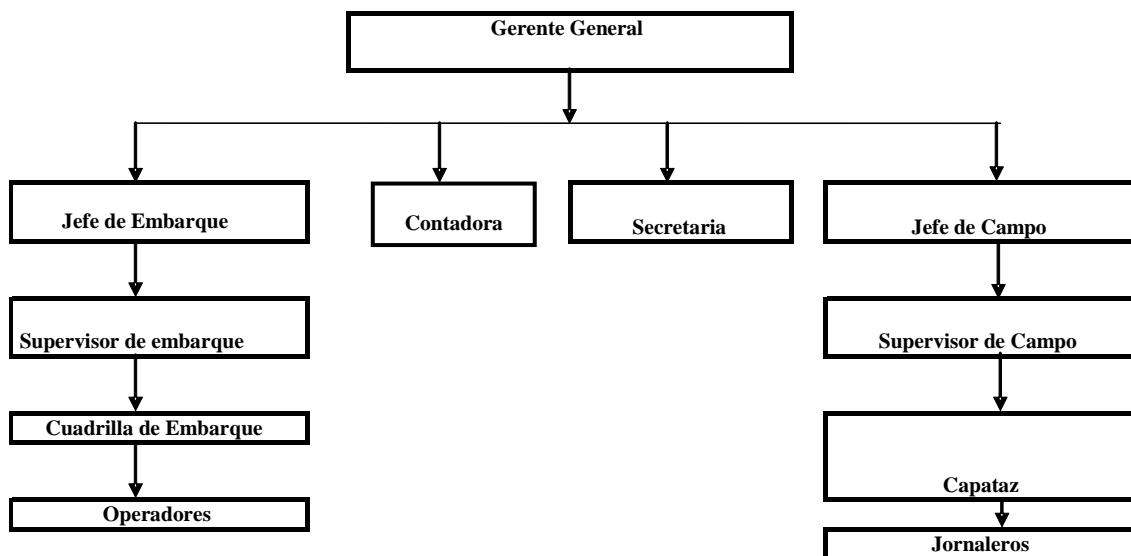 Gerente General
Jefe de Embarque
Contadora
Secretaria
Jefe de Campo
Supervisor de embarque
Supervisor de Campo
Cuadrilla de Embarque
Capataz
Operadores
Jornaleros